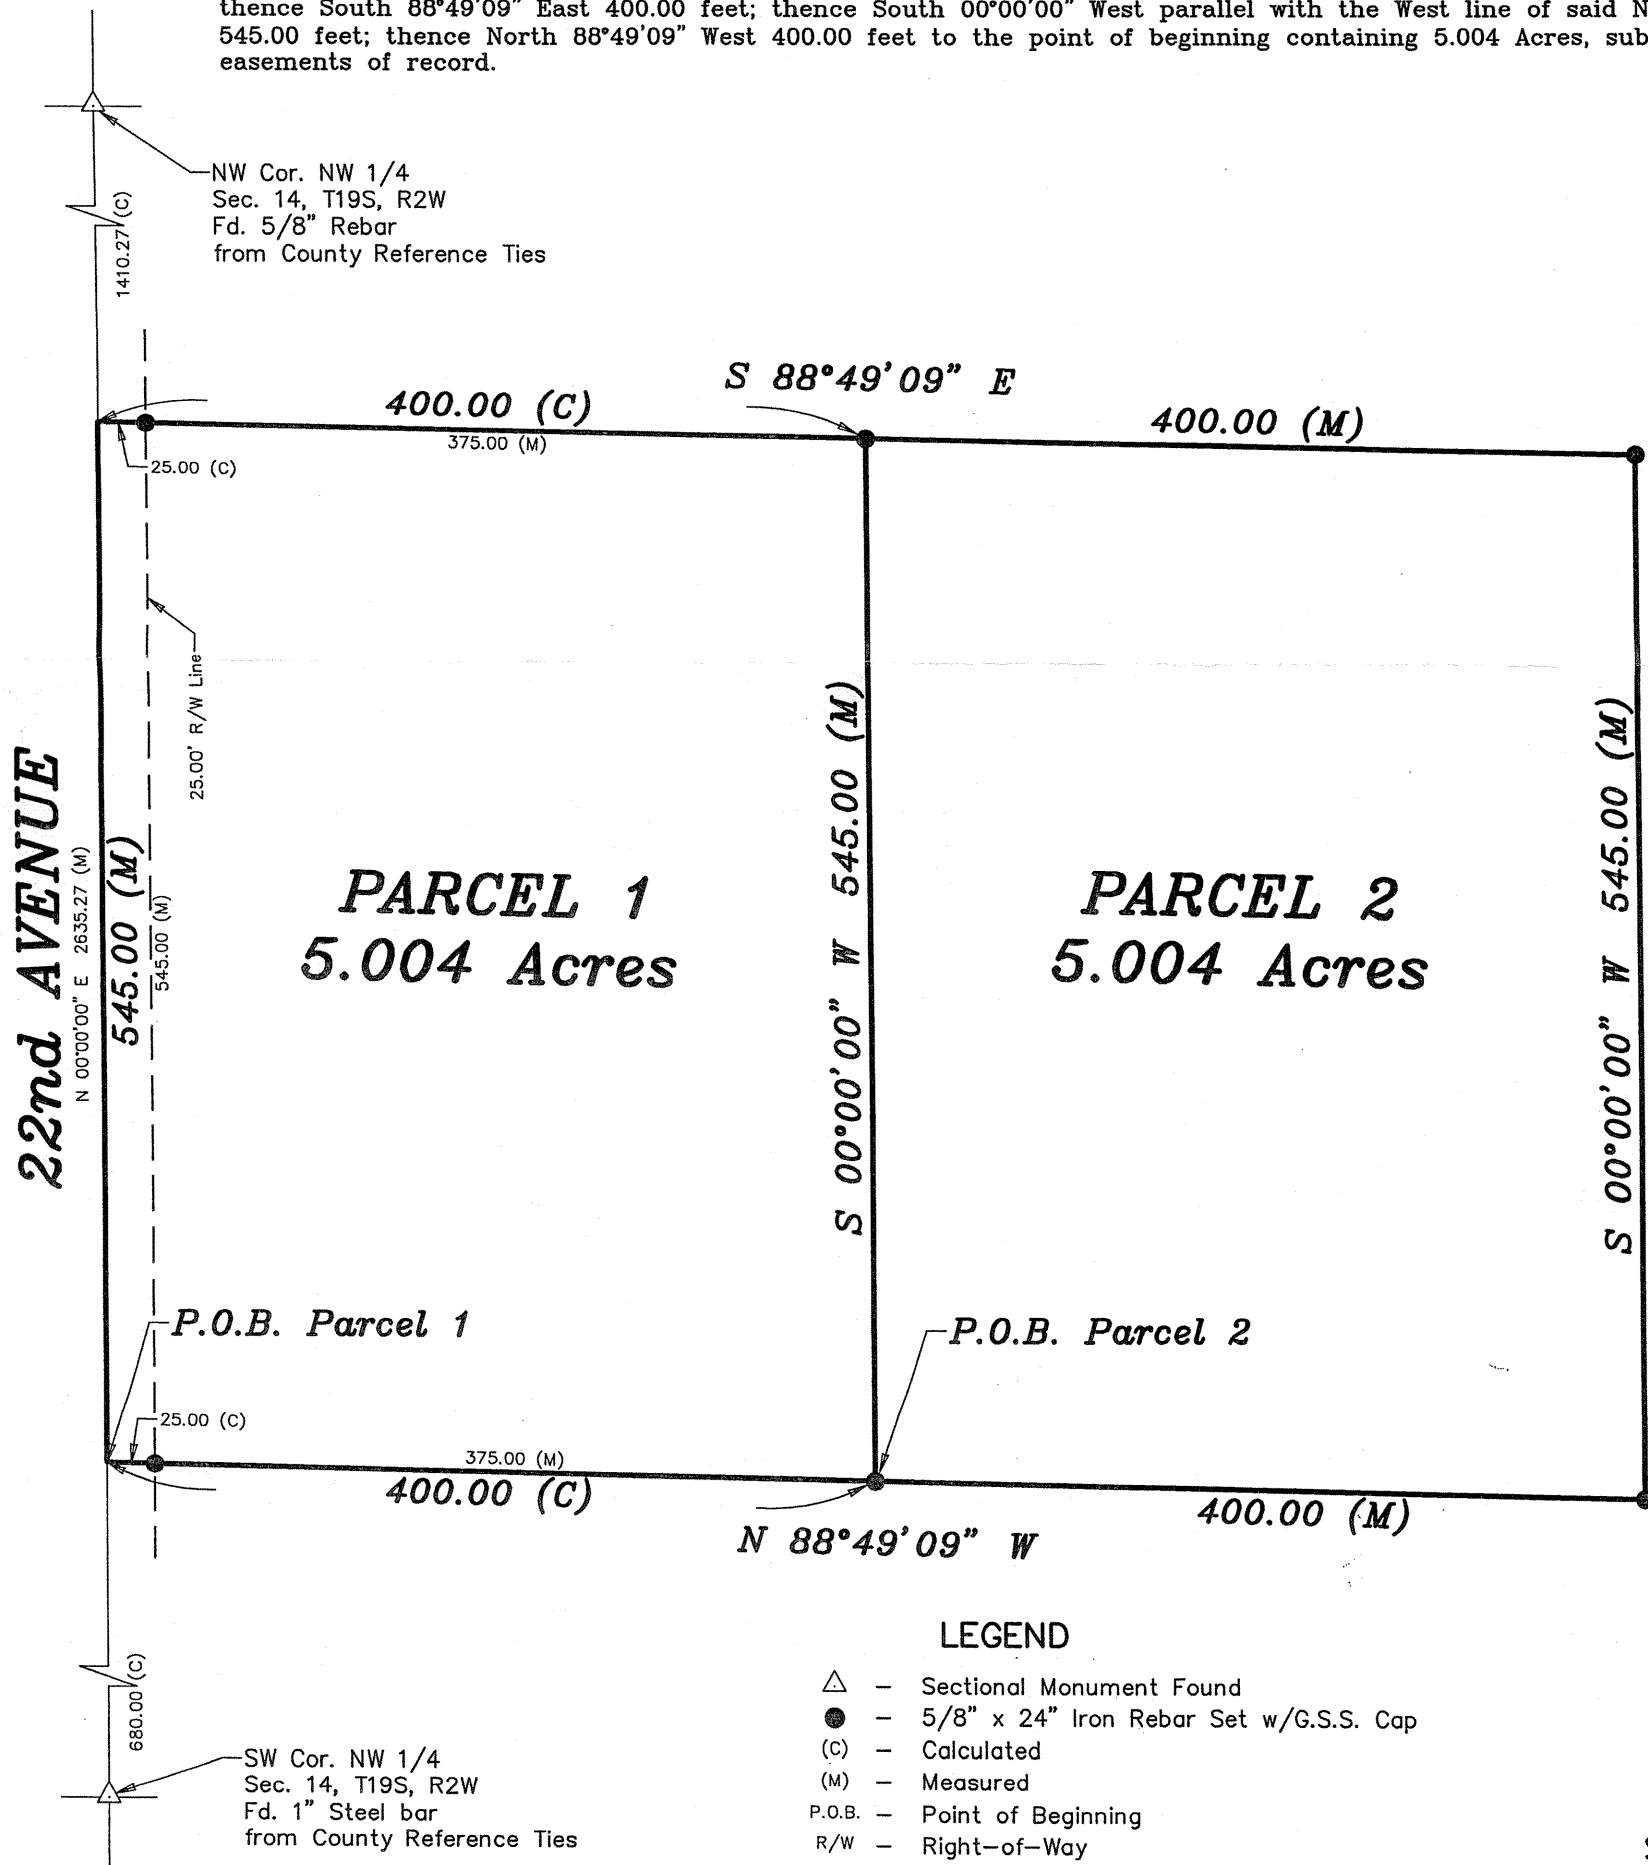 thence South 88°49'09" East 400.00 feet; thence South 00°00'00" West parallel with the West line of said N
545.00 feet; thence North 88°49'09" West 400.00 feet to the point of beginning containing 5.004 Acres, sub
easements of record.
NW Cor. NW 1/4
Sec. 14, T19S, R2W
Fd. 5/8" Rebar
from County Reference Ties
1410.27 (C)
S 88°49'09" E
400.00 (C)
400.00 (M)
375.00 (M)
25.00 (C)
25.00' R/W Line
22nd AVENUE
N 00°00'00" E 2635.27 (M)
545.00 (M)
545.00 (M)
PARCEL 1
5.004 Acres
S 00°00'00" W 545.00 (M)
PARCEL 2
5.004 Acres
S 00°00'00" W 545.00 (M)
P.O.B. Parcel 1
P.O.B. Parcel 2
25.00 (C)
375.00 (M)
400.00 (C)
400.00 (M)
N 88°49'09" W
680.00 (C)
SW Cor. NW 1/4
Sec. 14, T19S, R2W
Fd. 1" Steel bar
from County Reference Ties
LEGEND
△ – Sectional Monument Found
● – 5/8" x 24" Iron Rebar Set w/G.S.S. Cap
(C) – Calculated
(M) – Measured
P.O.B. – Point of Beginning
R/W – Right-of-Way